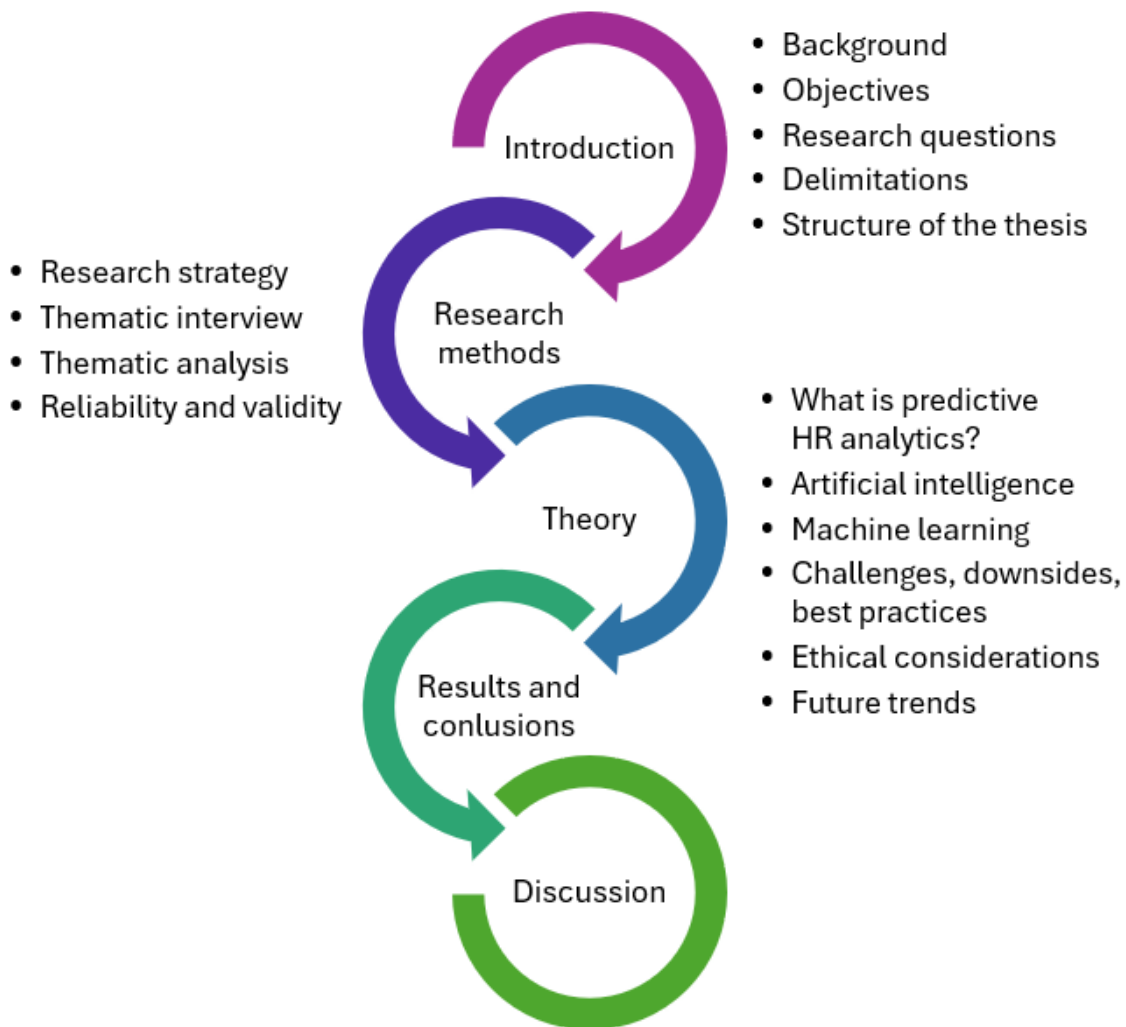 Introduction
• Background
• Objectives
• Research questions
• Delimitations
• Structure of the thesis
Research
methods
• Research strategy
• Thematic interview
• Thematic analysis
• Reliability and validity
Theory
• What is predictive
HR analytics?
• Artificial intelligence
• Machine learning
• Challenges, downsides,
best practices
• Ethical considerations
• Future trends
Results and
conlusions
Discussion